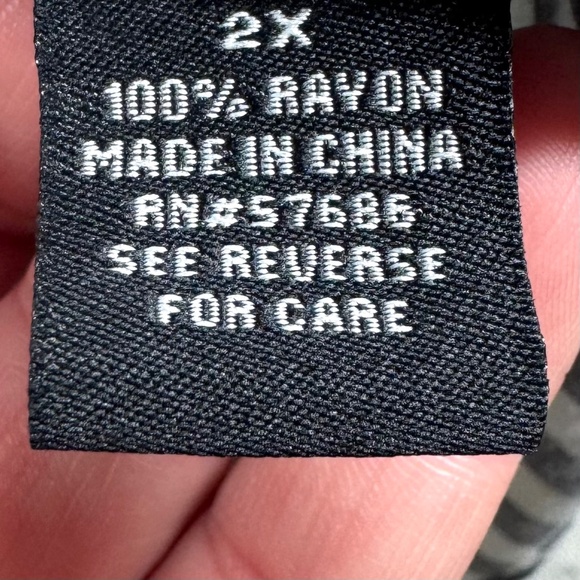 2X
100% RAYON
MADE IN CHINA
RN#57686
SEE REVERSE
FOR CARE